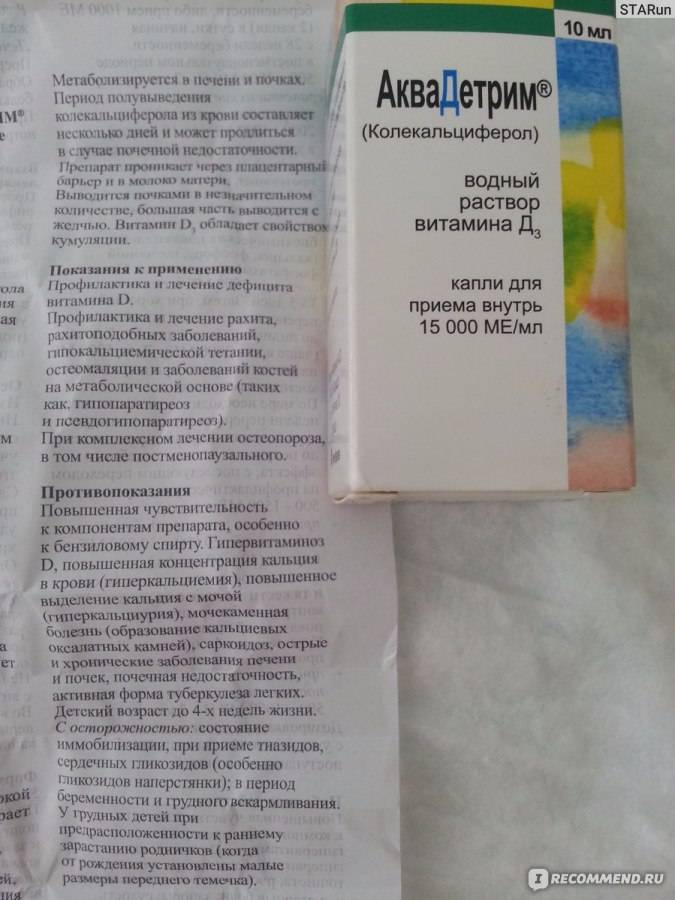 STARun
10 мл
АкваДетрим®
(Колекальциферол)
водный
раствор
витамина Д3
капли для
приема внутрь
15 000 МЕ/мл
Метаболизируется в печени и почках.
Период полувыведения
колекальциферола из крови составляет
несколько дней и может продлиться
в случае почечной недостаточности.
Препарат проникает через плацентарный
барьер и в молоко матери.
Выводится почками в незначительном
количестве, большая часть выводится с
желчью. Витамин D3 обладает свойством
кумуляции.
Показания к применению
Профилактика и лечение дефицита
витамина D.
Профилактика и лечение рахита,
рахитоподобных заболеваний,
гипокальциемической тетании,
остеомаляции и заболеваний костей
на метаболической основе (таких
как, гипопаратиреоз
и псевдогипопаратиреоз).
При комплексном лечении остеопороза,
в том числе постменопаузального.
Противопоказания
Повышенная чувствительность
к компонентам препарата, особенно
к бензиловому спирту. Гипервитаминоз
D, повышенная концентрация кальция
в крови (гиперкальциемия), повышенное
выделение кальция с мочой
(гиперкальциурия), мочекаменная
болезнь (образование кальциевых
оксалатных камней), саркоидоз, острые
и хронические заболевания печени
и почек, почечная недостаточность,
активная форма туберкулеза легких.
Детский возраст до 4-х недель жизни.
С осторожностью: состояние
иммобилизации, при приеме тиазидов,
сердечных гликозидов (особенно
гликозидов наперстянки); в период
беременности и грудного вскармливания.
У грудных детей при
предрасположенности к раннему
зарастанию родничков (когда
от рождения установлены малые
размеры переднего темечка).
IRECOMMEND.RU